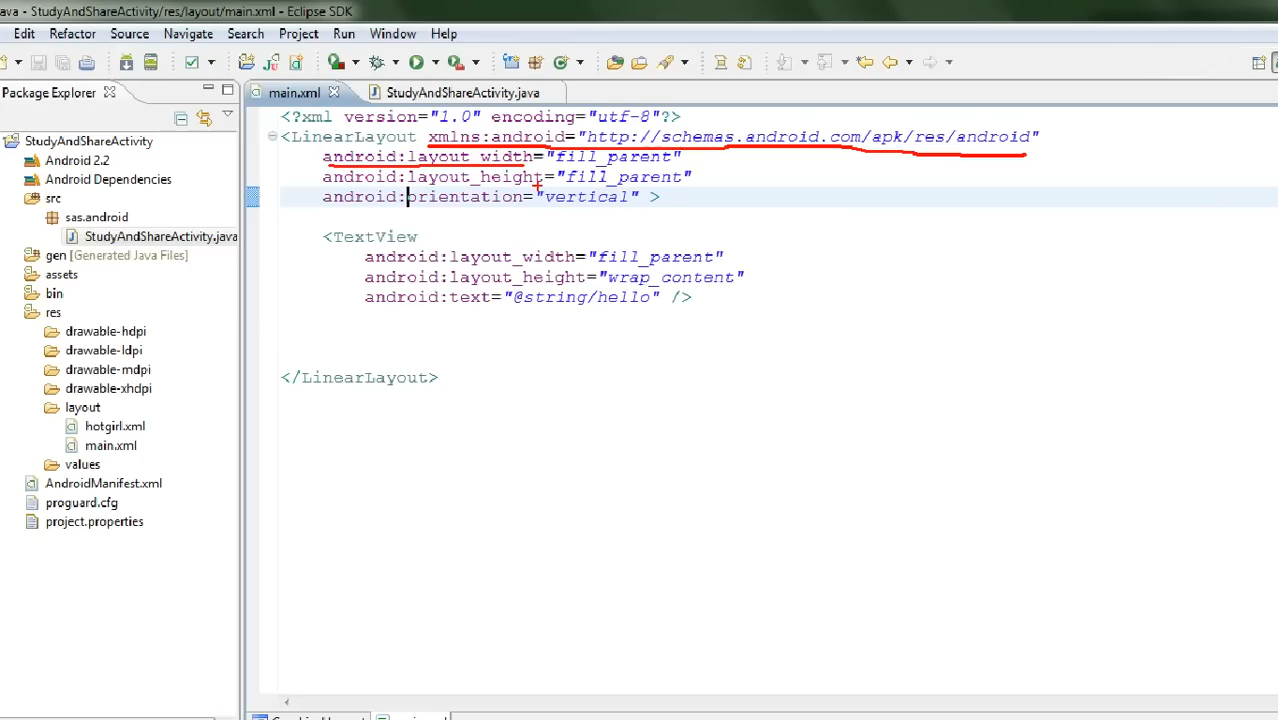 ava - StudyAndShareActivity/res/layout/main.xml - Eclipse SDK
Edit Refactor Source Navigate Search Project Run Window Help
Package Explorer
main.xml
StudyAndShareActivity.java
StudyAndShareActivity
Android 2.2
Android Dependencies
src
sas.android
StudyAndShareActivity.java
gen [Generated Java Files]
assets
bin
res
drawable-hdpi
drawable-ldpi
drawable-mdpi
drawable-xhdpi
layout
hotgirl.xml
main.xml
values
AndroidManifest.xml
proguard.cfg
project.properties
<?xml version="1.0" encoding="utf-8"?>
<LinearLayout xmlns:android="http://schemas.android.com/apk/res/android"
android:layout_width="fill_parent"
android:layout_height="fill_parent"
android:orientation="vertical" >
<TextView
android:layout_width="fill_parent"
android:layout_height="wrap_content"
android:text="@string/hello" />
</LinearLayout>